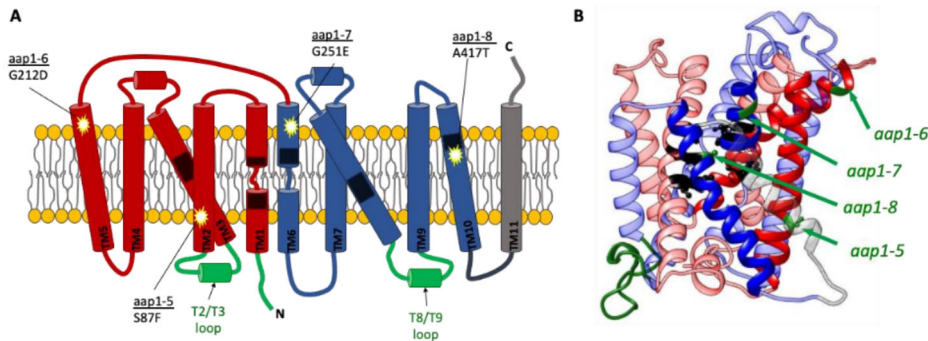 A
aap1-6
G212D
aap1-7
G251E
aap1-8
A417T
C
TM5
TM4
TM2
TM3
TM1
TM6
TM7
TM9
TM10
TM11
aap1-5
S87F
T2/T3
loop
N
T8/T9
loop
B
aap1-6
aap1-7
aap1-8
aap1-5